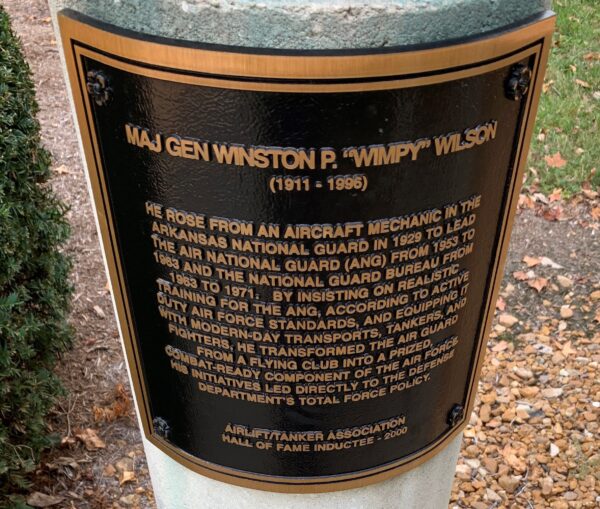 MAJ GEN WINSTON P. "WIMPY" WILSON
(1911 - 1996)
HE ROSE FROM AN AIRCRAFT MECHANIC IN THE
ARKANSAS NATIONAL GUARD IN 1929 TO LEAD
THE AIR NATIONAL GUARD (ANG) FROM 1953 TO
1963 AND THE NATIONAL GUARD BUREAU FROM
1963 TO 1971. BY INSISTING ON REALISTIC
TRAINING FOR THE ANG, ACCORDING TO ACTIVE
DUTY AIR FORCE STANDARDS, AND EQUIPPING IT
WITH MODERN-DAY TRANSPORTS, TANKERS, AND
FIGHTERS, HE TRANSFORMED THE AIR GUARD
FROM A FLYING CLUB INTO A PRIZED,
COMBAT-READY COMPONENT OF THE AIR FORCE.
HIS INITIATIVES LED DIRECTLY TO THE DEFENSE
DEPARTMENT'S TOTAL FORCE POLICY.
AIRLIFT/TANKER ASSOCIATION
HALL OF FAME INDUCTEE - 2000